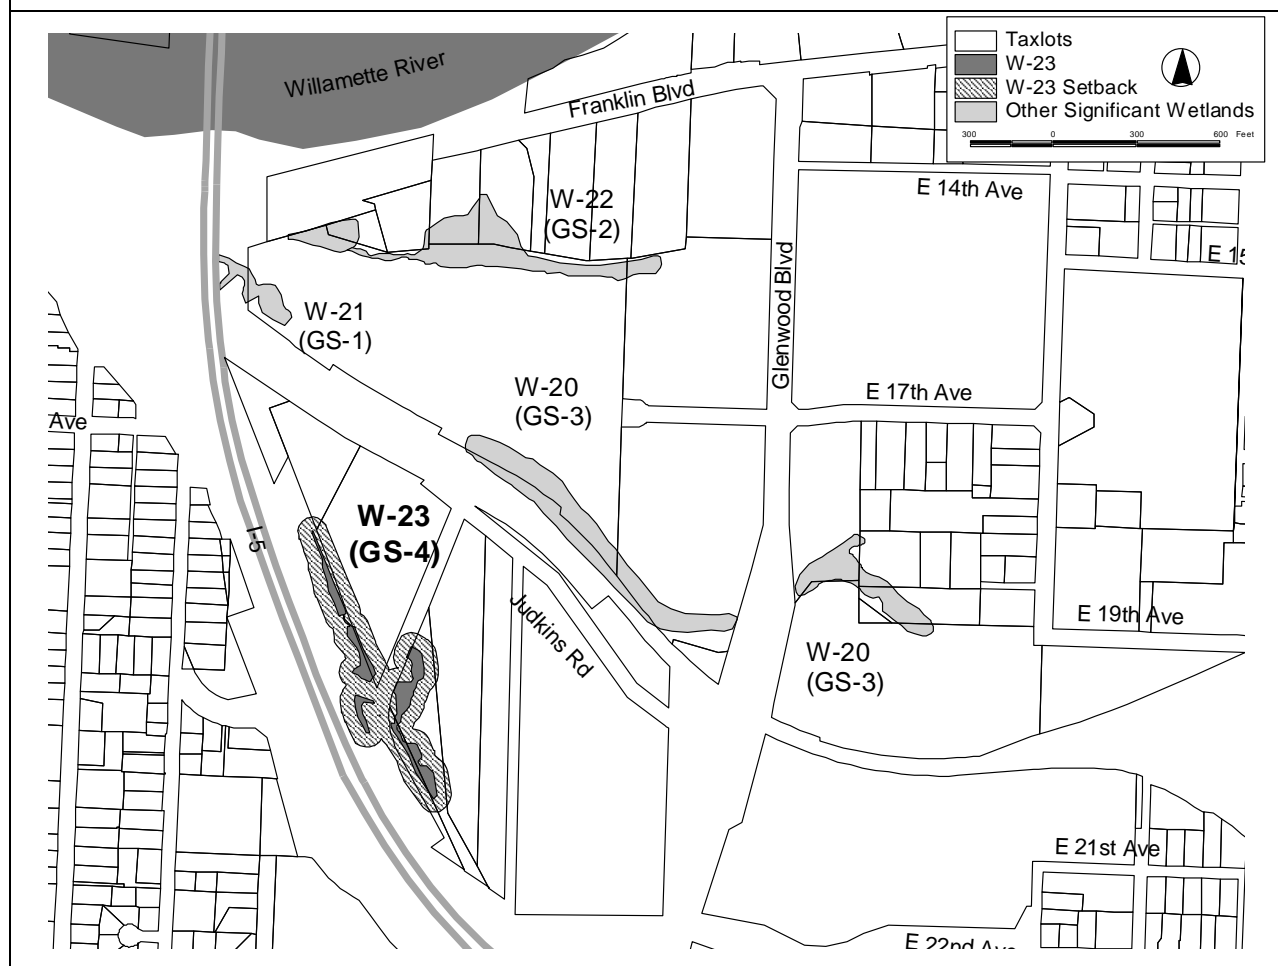 Taxlots
W-23
W-23 Setback
Other Significant Wetlands
300 0 300 600 Feet
Willamette River
Franklin Blvd
E 14th Ave
W-22
(GS-2)
E 15
Glenwood Blvd
W-21
(GS-1)
W-20
(GS-3)
E 17th Ave
Ave
W-23
(GS-4)
I-5
Judkins Rd
E 19th Ave
W-20
(GS-3)
E 21st Ave
E 22nd Ave